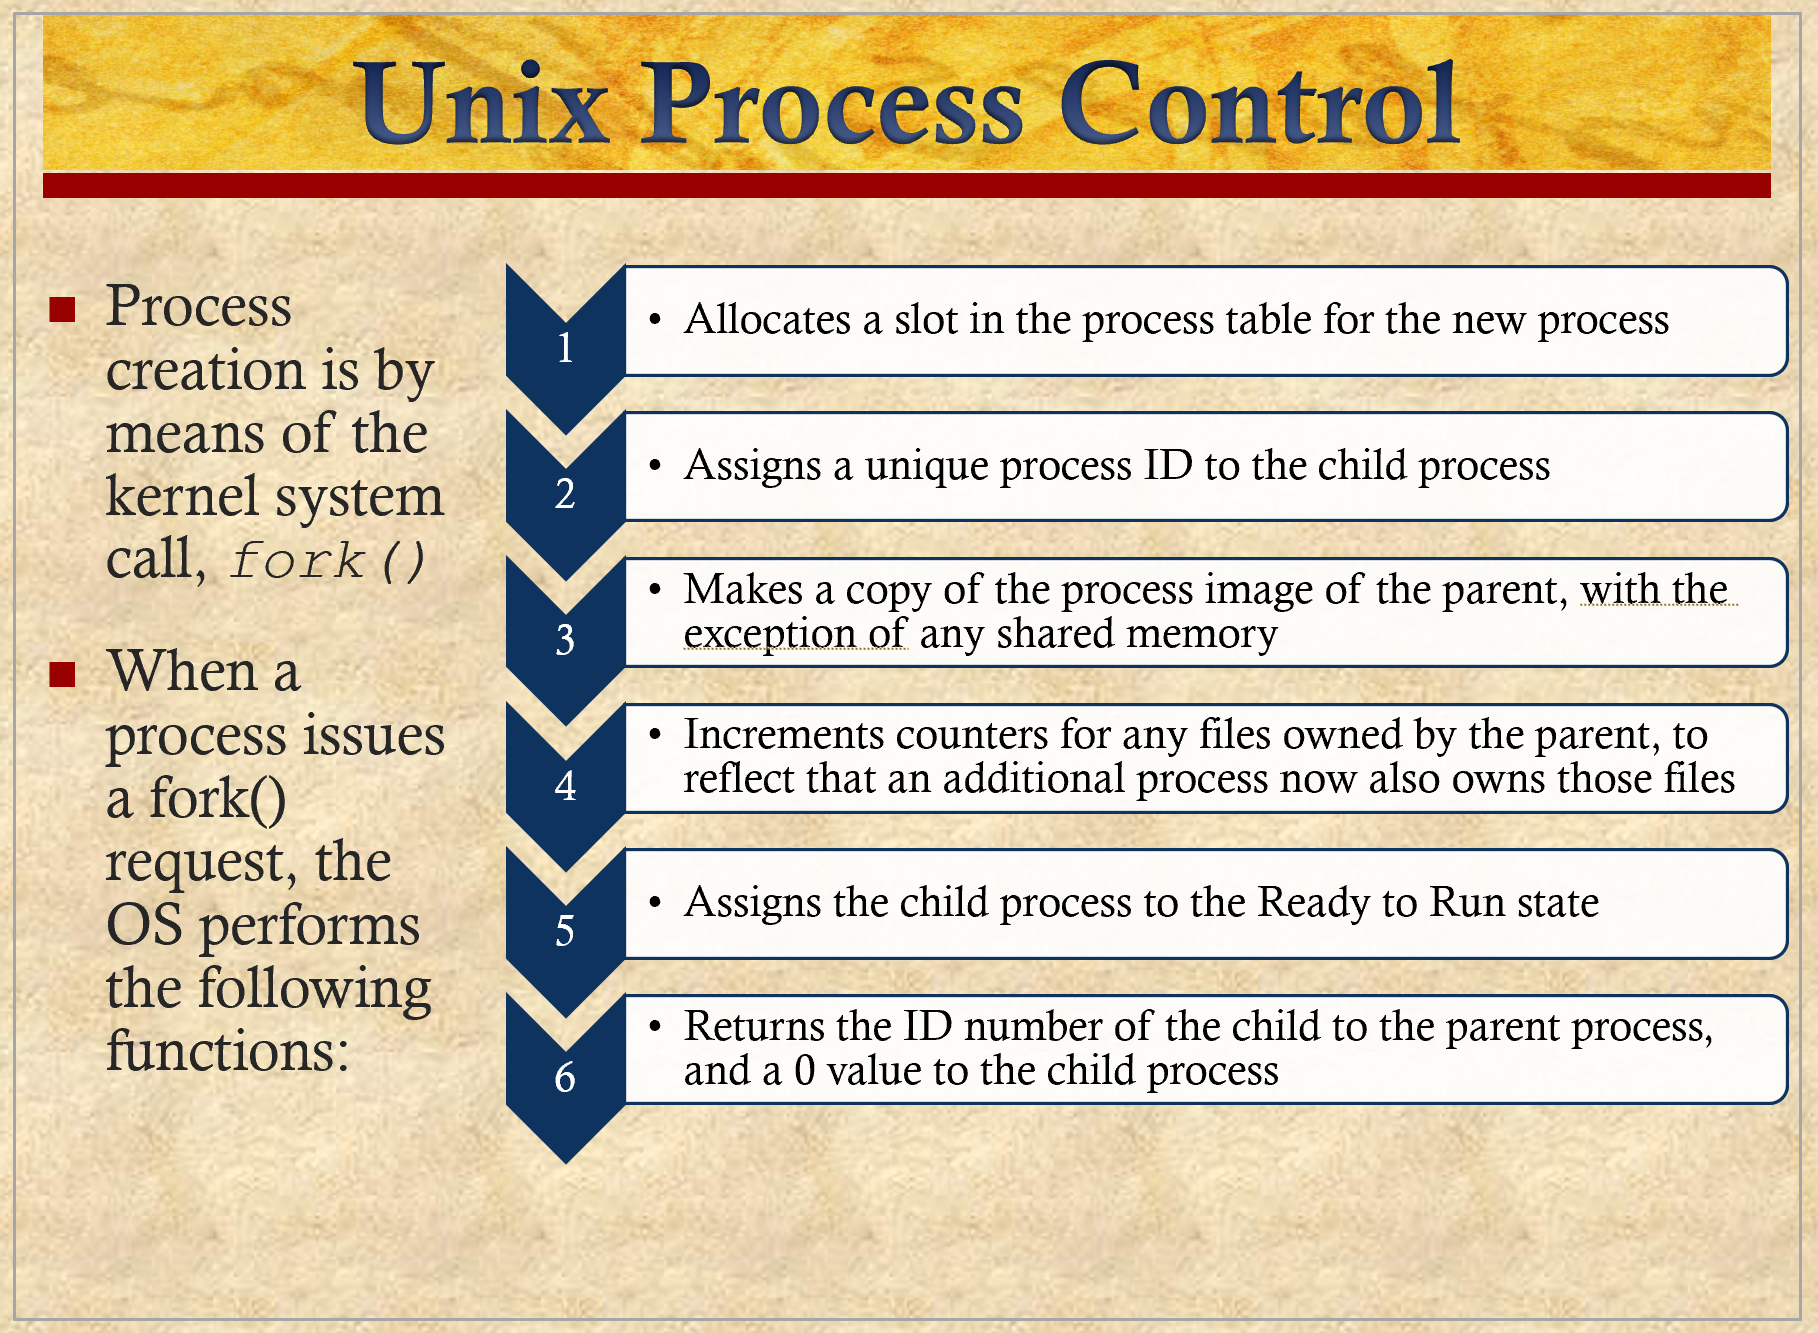 Unix Process Control
Process
creation is by
means of the
kernel system
call, fork()
When a
process issues
a fork()
request, the
OS performs
the following
functions:
1
• Allocates a slot in the process table for the new process
2
• Assigns a unique process ID to the child process
3
• Makes a copy of the process image of the parent, with the
exception of any shared memory
4
• Increments counters for any files owned by the parent, to
reflect that an additional process now also owns those files
5
• Assigns the child process to the Ready to Run state
6
• Returns the ID number of the child to the parent process,
and a 0 value to the child process